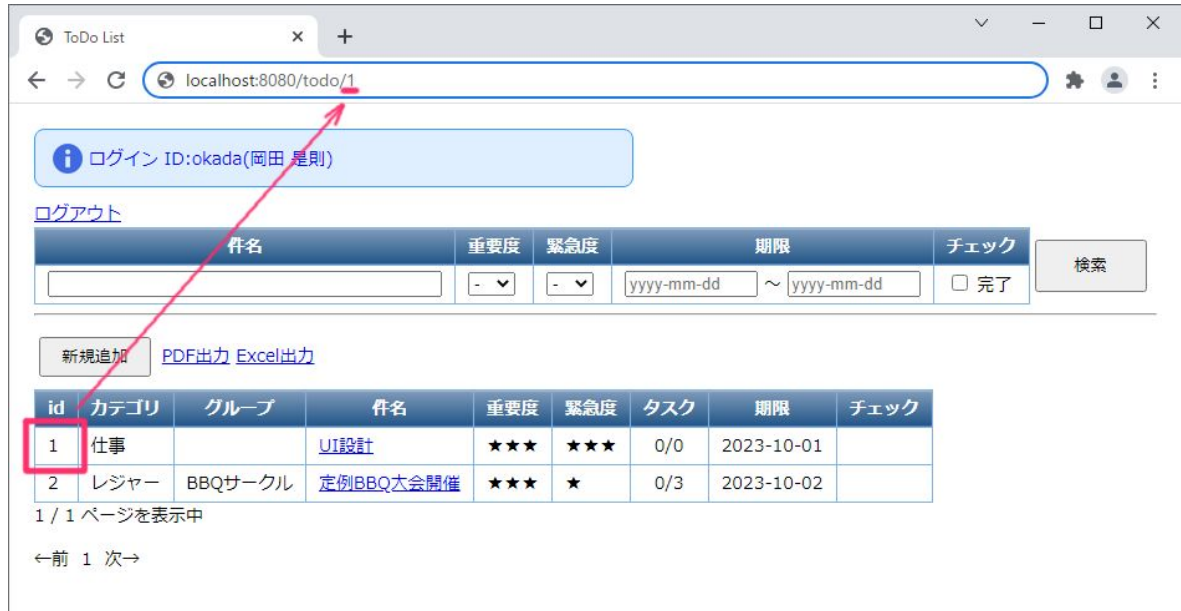 ToDo List
localhost:8080/todo/1
ログイン ID:okada(岡田 是則)
ログアウト
件名 重要度 緊急度 期限 チェック
- - yyyy-mm-dd ～ yyyy-mm-dd 完了 検索
新規追加 PDF出力 Excel出力
id カテゴリ グループ 件名 重要度 緊急度 タスク 期限 チェック
1 仕事 UI設計 ★★★ ★★★ 0/0 2023-10-01
2 レジャー BBQサークル 定例BBQ大会開催 ★★★ ★ 0/3 2023-10-02
1 / 1 ページを表示中
←前 1 次→